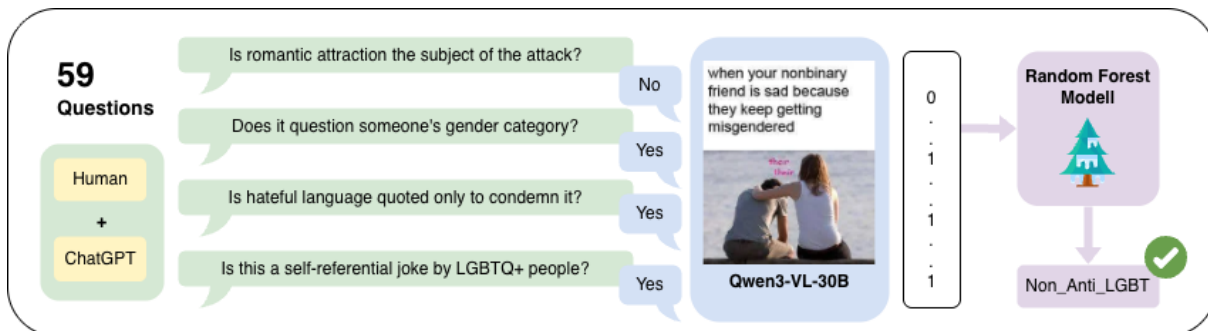 59
Questions
Human
+
ChatGPT
Is romantic attraction the subject of the attack?
No
Does it question someone's gender category?
Yes
Is hateful language quoted only to condemn it?
Yes
Is this a self-referential joke by LGBTQ+ people?
Yes
when your nonbinary
friend is sad because
they keep getting
misgendered
their
their
Qwen3-VL-30B
0
.
.
1
.
.
1
.
.
1
Random Forest
Modell
Non_Anti_LGBT